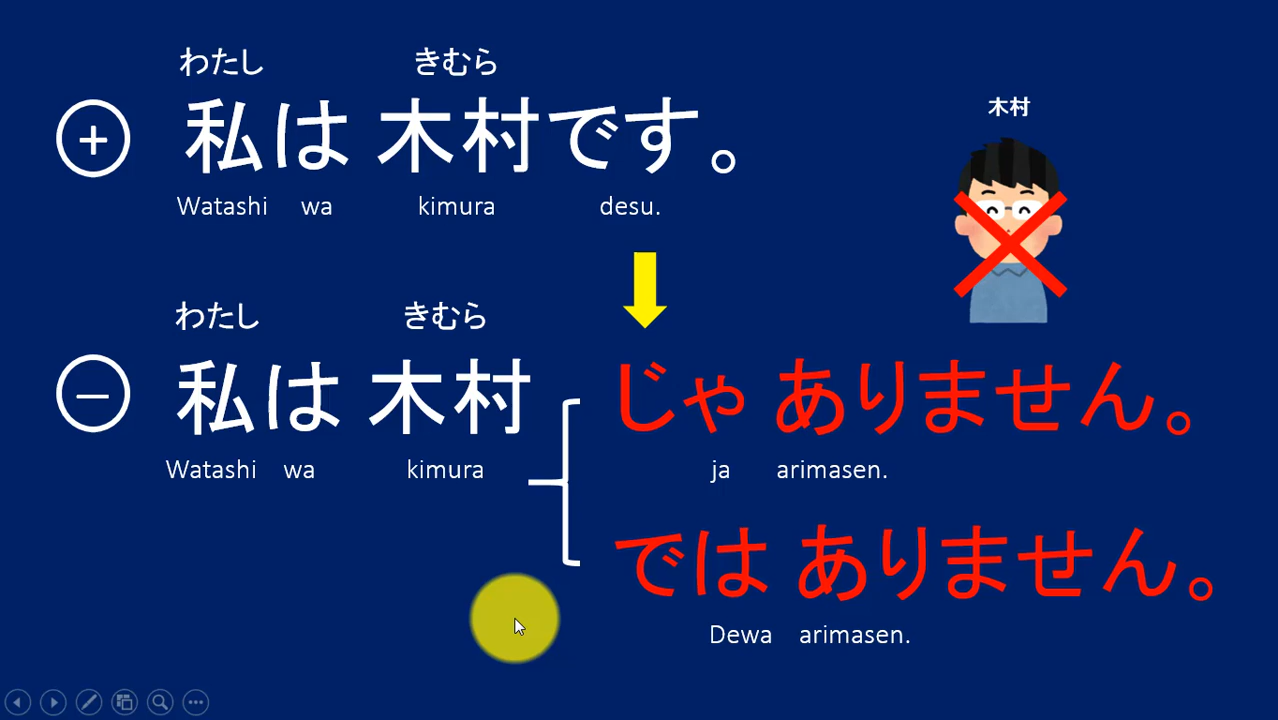 わたし きむら
+ 私は 木村です。
Watashi wa kimura desu.
木村
わたし きむら
− 私は 木村 じゃ ありません。
Watashi wa kimura ja arimasen.
では ありません。
Dewa arimasen.